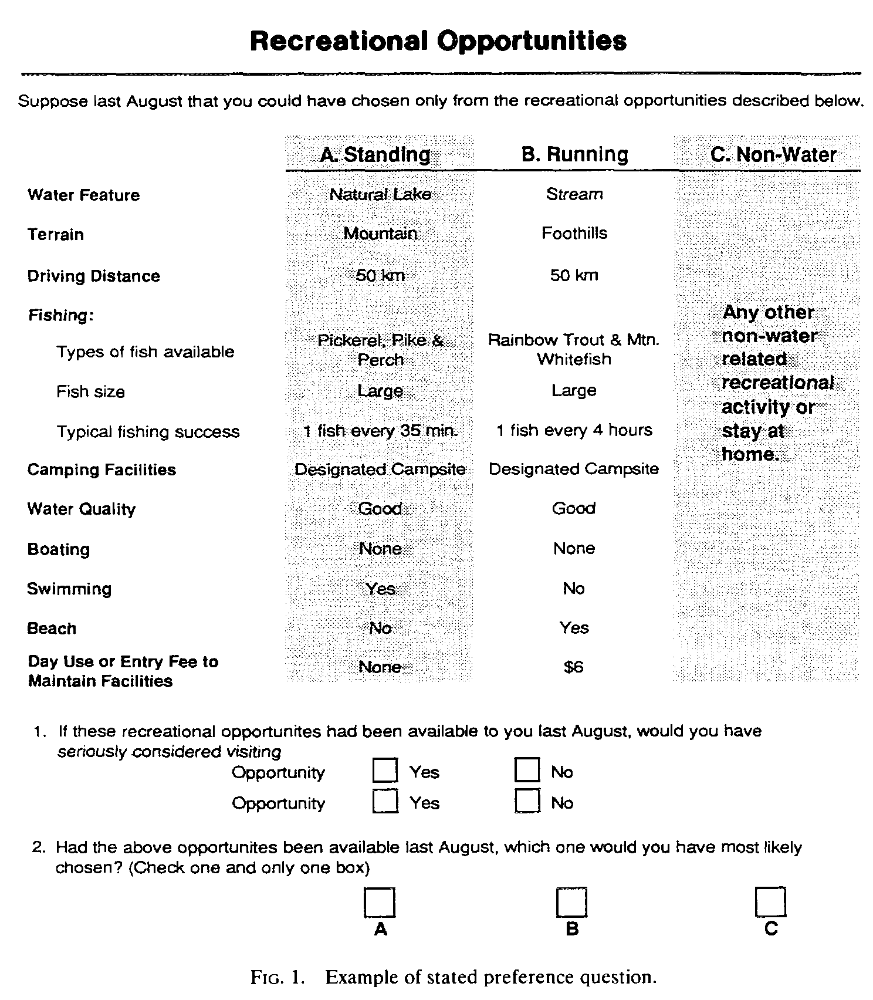 Recreational Opportunities
Suppose last August that you could have chosen only from the recreational opportunities described below.
A. Standing B. Running C. Non-Water
Water Feature Natural Lake Stream
Terrain Mountain Foothills
Driving Distance 50 km 50 km
Fishing:
Types of fish available Pickerel, Pike & Perch Rainbow Trout & Mtn. Whitefish
Fish size Large Large
Typical fishing success 1 fish every 35 min. 1 fish every 4 hours
Camping Facilities Designated Campsite Designated Campsite
Water Quality Good Good
Boating None None
Swimming Yes No
Beach No Yes
Day Use or Entry Fee to
Maintain Facilities None $6
Any other
non-water
related
recreational
activity or
stay at
home.
1. If these recreational opportunites had been available to you last August, would you have
seriously considered visiting
Opportunity Yes No
Opportunity Yes No
2. Had the above opportunites been available last August, which one would you have most likely
chosen? (Check one and only one box)
A B C
FIG. 1. Example of stated preference question.